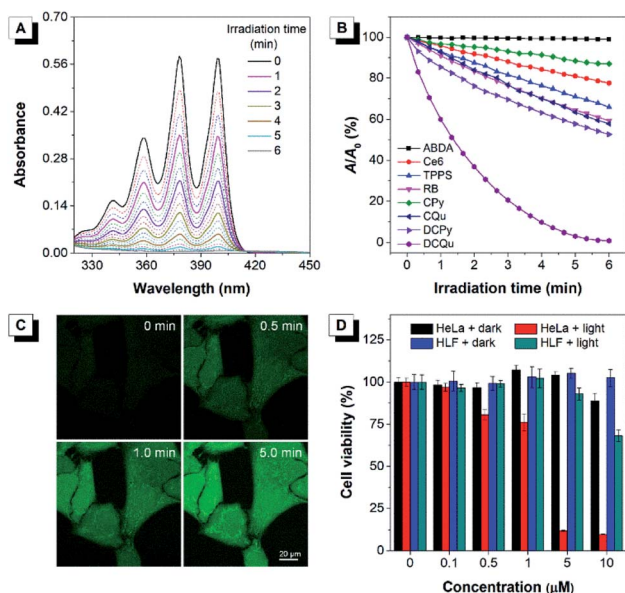 A
Irradiation time
(min)
0
1
2
3
4
5
6
0.56
0.42
0.28
0.14
0.00
Absorbance
330 360 390 420 450
Wavelength (nm)
B
100
80
60
40
20
0
A/A0 (%)
ABDA
Ce6
TPPS
RB
CPy
CQu
DCPy
DCQu
0 1 2 3 4 5 6
Irradiation time (min)
C
0 min
0.5 min
1.0 min
5.0 min
20 μm
D
HeLa + dark HeLa + light
HLF + dark HLF + light
125
100
75
50
25
0
Cell viability (%)
0 0.1 0.5 1 5 10
Concentration (μM)